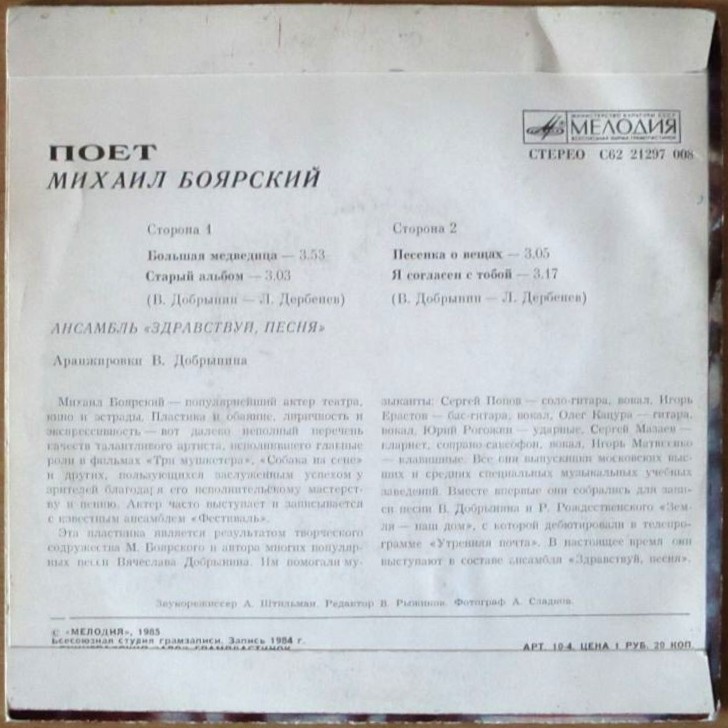 МИНИСТЕРСТВО КУЛЬТУРЫ СССР
МЕЛОДИЯ
ВСЕСОЮЗНАЯ ФИРМА ГРАМПЛАСТИНОК
СТЕРЕО С62 21297 008
ПОЕТ
МИХАИЛ БОЯРСКИЙ
Сторона 1
Большая медведица — 3.53
Старый альбом — 3.03
(В. Добрынин — Л. Дербенев)
Сторона 2
Песенка о вещах — 3.05
Я согласен с тобой — 3.17
(В. Добрынин — Л. Дербенев)
АНСАМБЛЬ «ЗДРАВСТВУЙ, ПЕСНЯ»
Аранжировки В. Добрынина
Михаил Боярский — популярнейший актер театра,
кино и эстрады. Пластика и обаяние, лиричность и
экспрессивность — вот далеко неполный перечень
качеств талантливого артиста, исполнившего главные
роли в фильмах «Три мушкетера», «Собака на сене»
и других, пользующихся заслуженным успехом у
зрителей благодаря его исполнительскому мастерст-
ву и пению. Актер часто выступает и записывается
с известным ансамблем «Фестиваль».
Эта пластинка является результатом творческого
содружества М. Боярского и автора многих популяр-
ных песен Вячеслава Добрынина. Им помогали му-
зыканты: Сергей Попов — соло-гитара, вокал, Игорь
Ерастов — бас-гитара, вокал, Олег Кацура — гитара,
вокал, Юрий Рогожин — ударные, Сергей Мазаев —
кларнет, сопрано-саксофон, вокал, Игорь Матвиенко
— клавишные. Все они выпускники московских выс-
ших и средних специальных музыкальных учебных
заведений. Вместе впервые они собрались для запи-
си песни В. Добрынина и Р. Рождественского «Зем-
ля — наш дом», с которой дебютировали в телепро-
грамме «Утренняя почта». В настоящее время они
выступают в составе ансамбля «Здравствуй, песня».
Звукорежиссер А. Штильман. Редактор В. Рыжиков. Фотограф А. Сладков.
© «МЕЛОДИЯ», 1985
Всесоюзная студия грамзаписи. Запись 1984 г.
АРТ. 10-4. ЦЕНА 1 РУБ. 20 КОП.